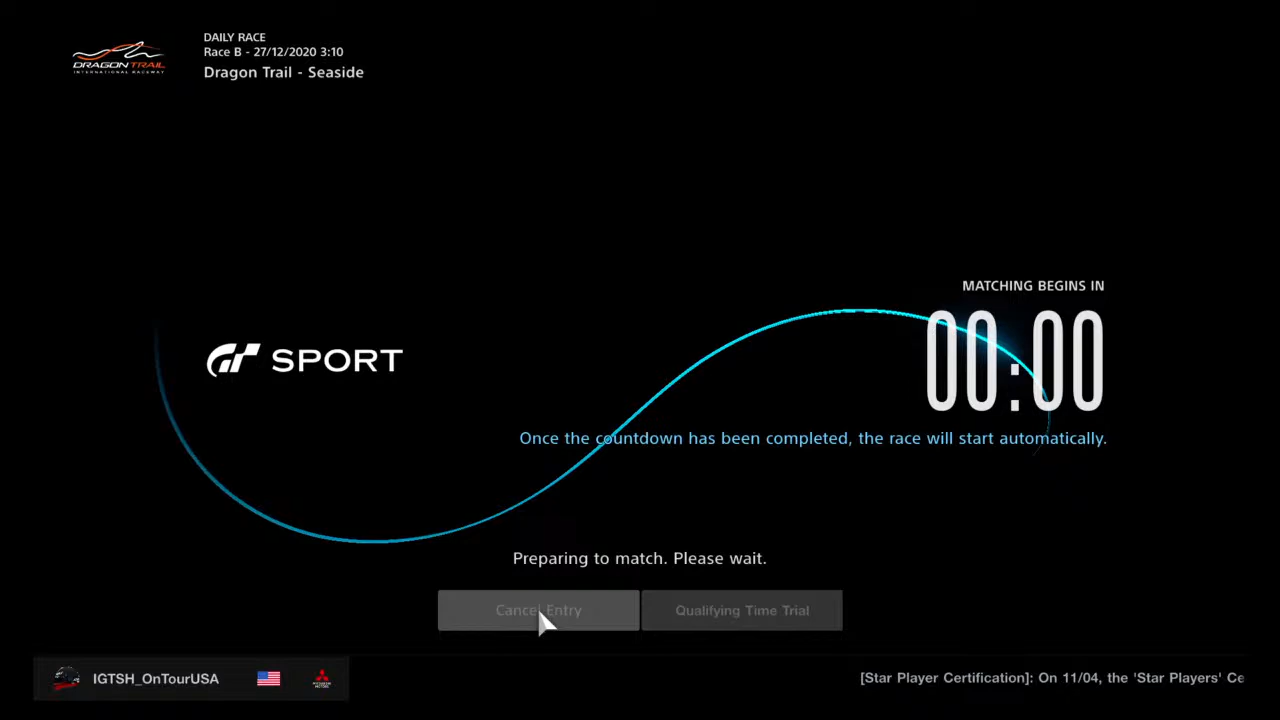 DAILY RACE
Race B - 27/12/2020 3:10
Dragon Trail - Seaside
DRAGON TRAIL
INTERNATIONAL RACEWAY
MATCHING BEGINS IN
00:00
GT SPORT
Once the countdown has been completed, the race will start automatically.
Preparing to match. Please wait.
Cancel Entry
Qualifying Time Trial
IGTSH_OnTourUSA
MITSUBISHI
MOTORS
[Star Player Certification]: On 11/04, the 'Star Players' Ce